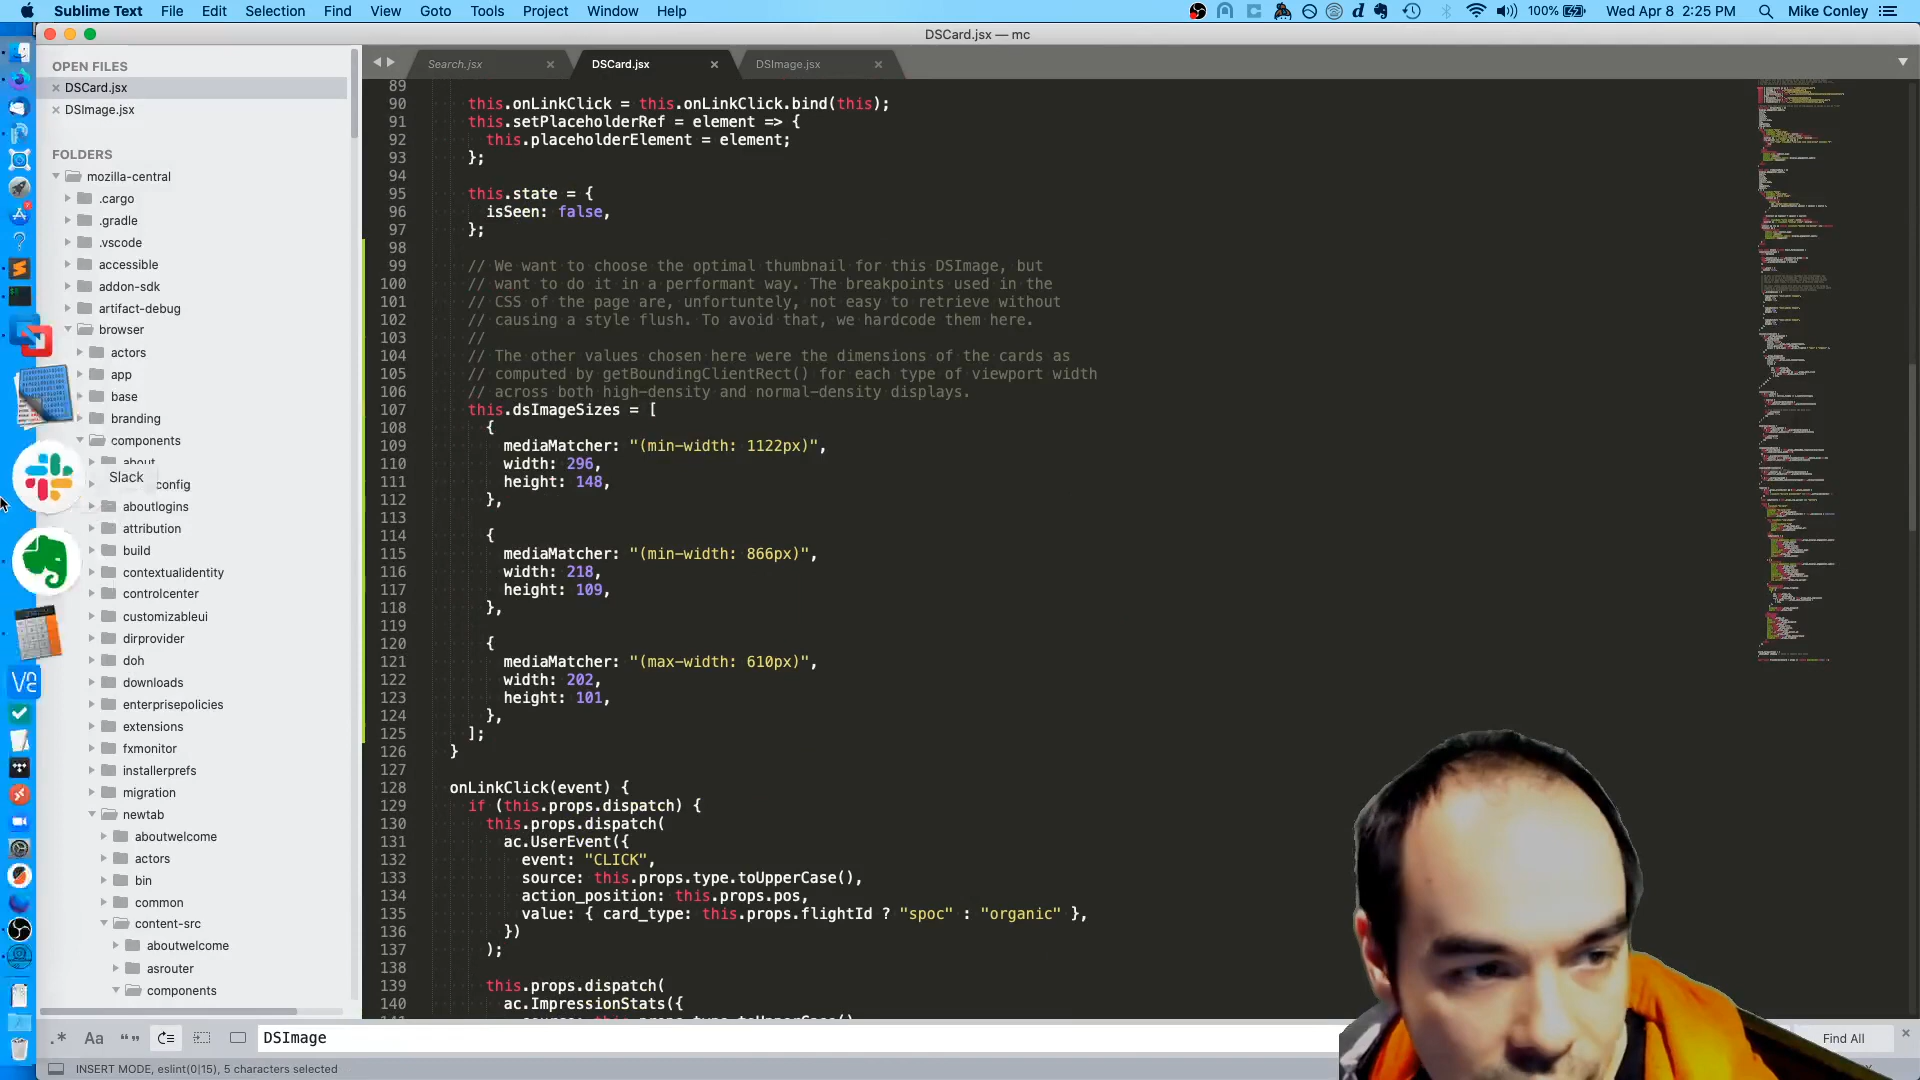 Sublime Text File Edit Selection Find View Goto Tools Project Window Help 100% Wed Apr 8 2:25 PM Mike Conley
DSCard.jsx — mc
OPEN FILES
DSCard.jsx
DSImage.jsx
FOLDERS
mozilla-central
.cargo
.gradle
.vscode
accessible
addon-sdk
artifact-debug
browser
actors
app
base
branding
components
about
Slack
config
aboutlogins
attribution
build
contextualidentity
controlcenter
customizableui
dirprovider
doh
downloads
enterprisepolicies
extensions
fxmonitor
installerprefs
migration
newtab
aboutwelcome
actors
bin
common
content-src
aboutwelcome
asrouter
components
Search.jsx DSCard.jsx DSImage.jsx
89
90 this.onLinkClick = this.onLinkClick.bind(this);
91 this.setPlaceholderRef = element => {
92 this.placeholderElement = element;
93 };
94
95 this.state = {
96 isSeen: false,
97 };
98
99 // We want to choose the optimal thumbnail for this DSImage, but
100 // want to do it in a performant way. The breakpoints used in the
101 // CSS of the page are, unfortuntely, not easy to retrieve without
102 // causing a style flush. To avoid that, we hardcode them here.
103 //
104 // The other values chosen here were the dimensions of the cards as
105 // computed by getBoundingClientRect() for each type of viewport width
106 // across both high-density and normal-density displays.
107 this.dsImageSizes = [
108 {
109 mediaMatcher: "(min-width: 1122px)",
110 width: 296,
111 height: 148,
112 },
113
114 {
115 mediaMatcher: "(min-width: 866px)",
116 width: 218,
117 height: 109,
118 },
119
120 {
121 mediaMatcher: "(max-width: 610px)",
122 width: 202,
123 height: 101,
124 },
125 ];
126 }
127
128 onLinkClick(event) {
129 if (this.props.dispatch) {
130 this.props.dispatch(
131 ac.UserEvent({
132 event: "CLICK",
133 source: this.props.type.toUpperCase(),
134 action_position: this.props.pos,
135 value: { card_type: this.props.flightId ? "spoc" : "organic" },
136 })
137 );
138
139 this.props.dispatch(
140 ac.ImpressionStats({
DSImage
Find All
INSERT MODE, eslint(0|15), 5 characters selected